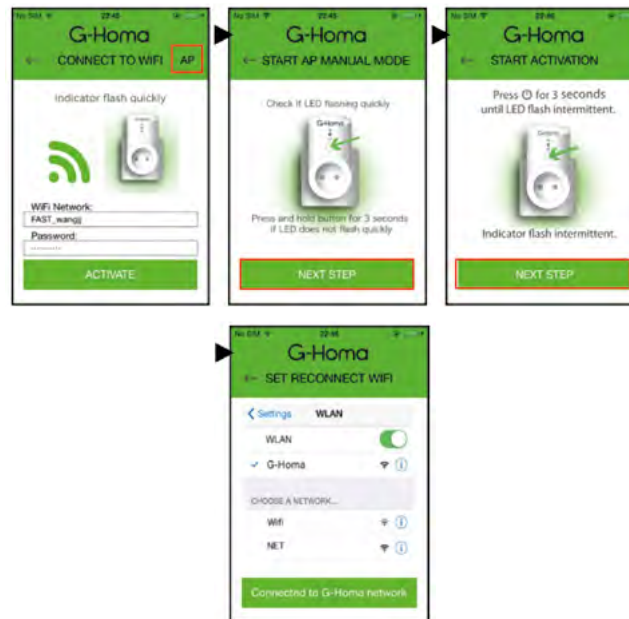 No SIM 22:45
G-Homa
← CONNECT TO WIFI AP
Indicator flash quickly
WiFi Network:
FAST_wangjj
Password:
ACTIVATE
No SIM 22:46
G-Homa
← START AP MANUAL MODE
Check if LED flashing quickly
G-Homa
Press and hold button for 3 seconds
if LED does not flash quickly
NEXT STEP
No SIM 22:46
G-Homa
← START ACTIVATION
Press for 3 seconds
until LED flash intermittent.
Indicator flash intermittent.
NEXT STEP
No SIM 22:46
G-Homa
← SET RECONNECT WIFI
Settings WLAN
WLAN
G-Homa
CHOOSE A NETWORK...
Wifi
NET
Connected to G-Homa network